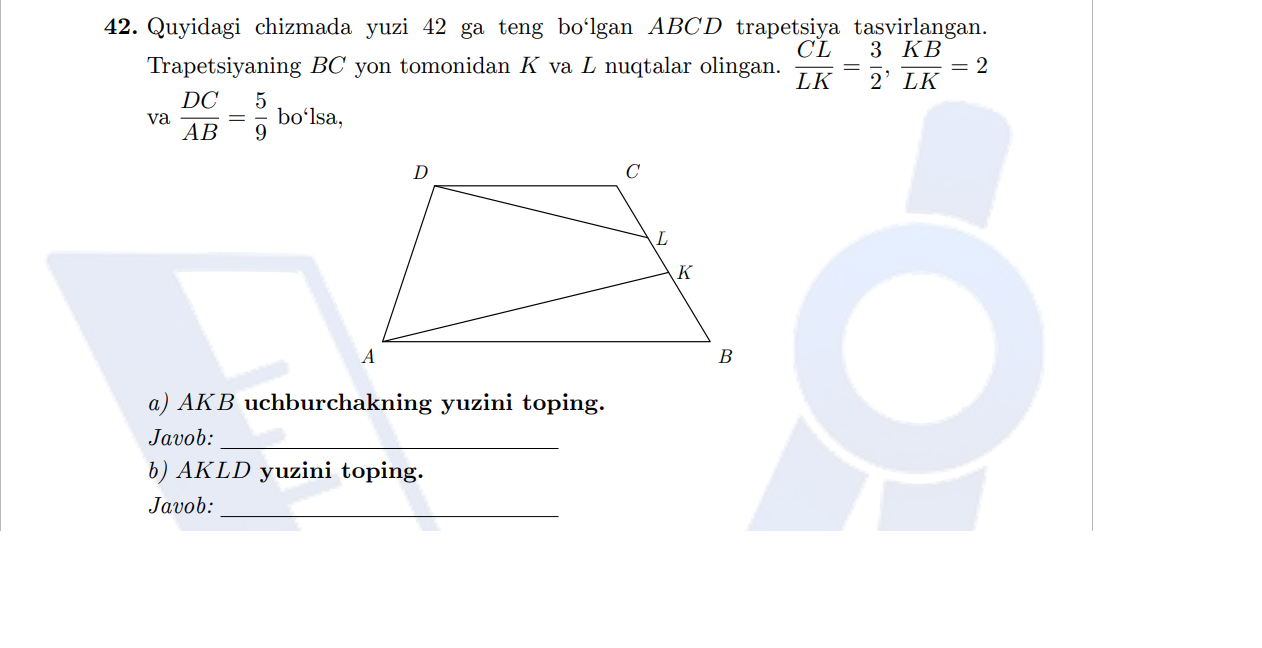 42. Quyidagi chizmada yuzi 42 ga teng bo‘lgan ABCD trapetsiya tasvirlangan.
Trapetsiyaning BC yon tomonidan K va L nuqtalar olingan. CL/LK = 3/2, KB/LK = 2
va DC/AB = 5/9 bo‘lsa,
D C
L
K
A B
a) AKB uchburchakning yuzini toping.
Javob:
b) AKLD yuzini toping.
Javob: